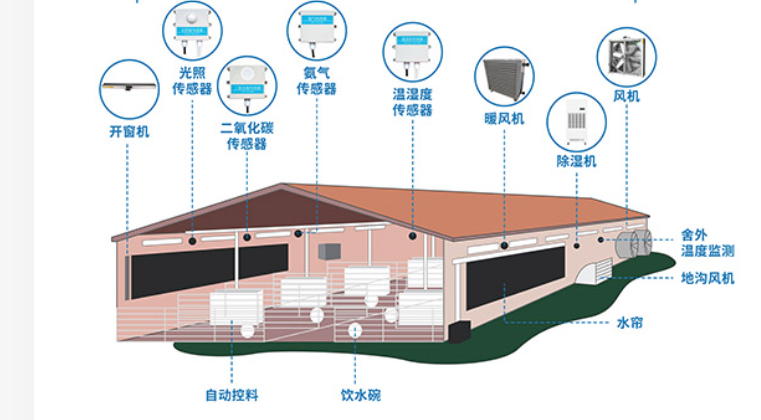 光照
传感器
氨气
传感器
温湿度
传感器
风机
开窗机
二氧化碳
传感器
暖风机
除湿机
舍外
温度监测
地沟风机
水帘
自动控料
饮水碗